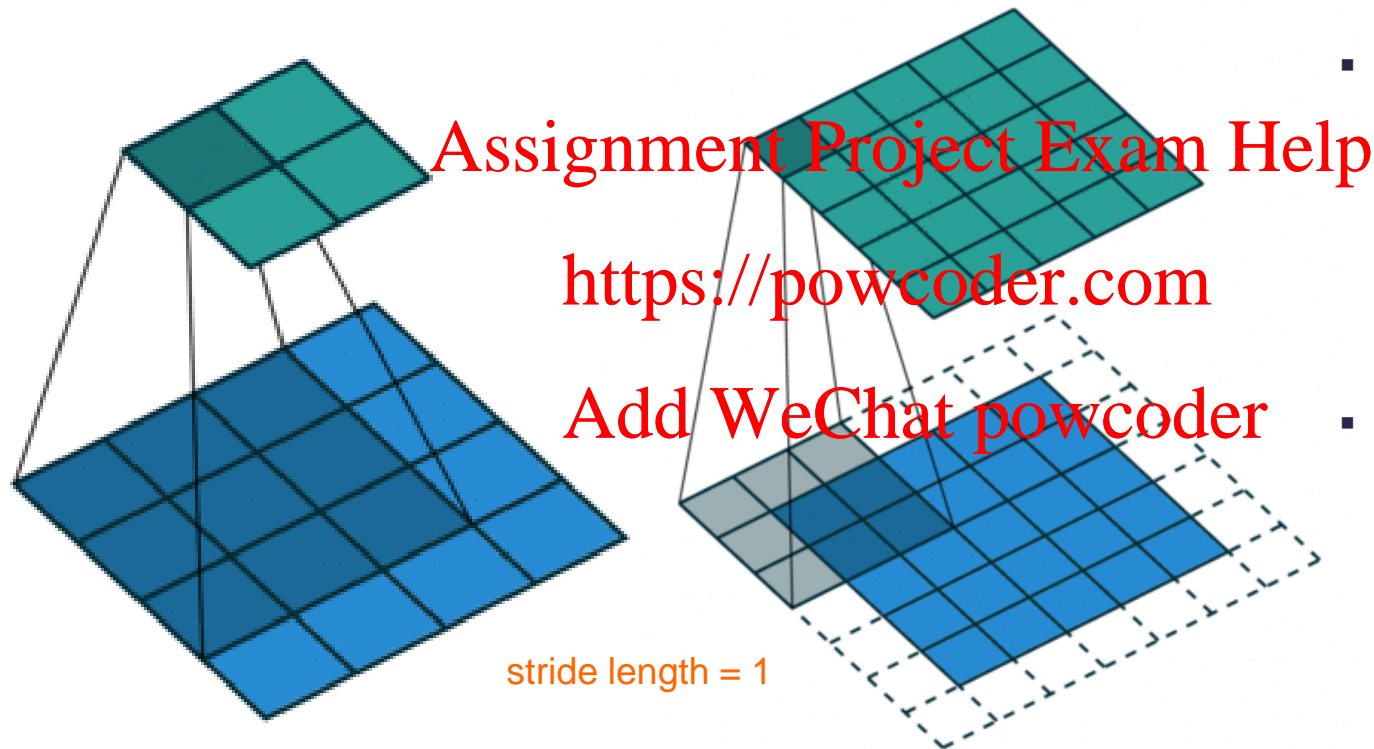 Assignment Project Exam Help
https://powcoder.com
Add WeChat powcoder
stride length = 1